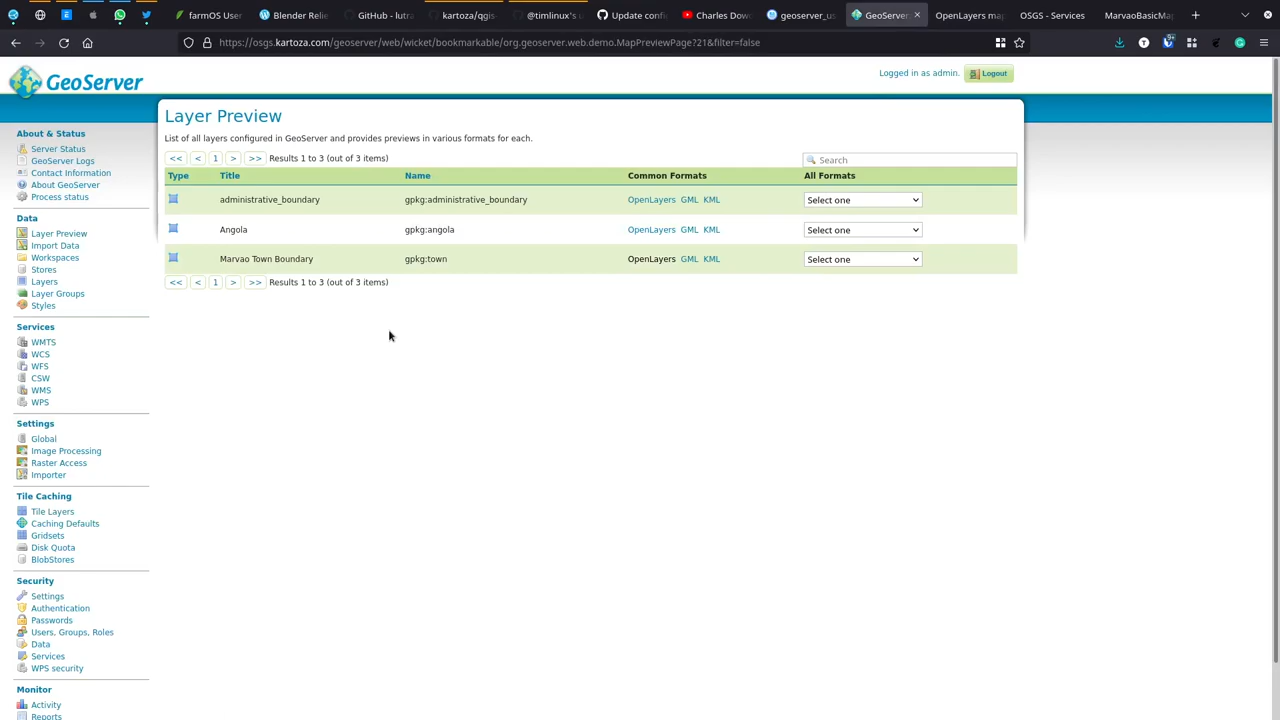 farmOS User
Blender Relie
GitHub - lutra
kartoza/qgis-
@timlinux's
Update confi
Charles Dow
geoserver_us
GeoServer
OpenLayers map
OSGS - Services
MarvaoBasicMap
https://osgs.kartoza.com/geoserver/web/wicket/bookmarkable/org.geoserver.web.demo.MapPreviewPage?21&filter=false
GeoServer
Logged in as admin.
Logout
About & Status
Server Status
GeoServer Logs
Contact Information
About GeoServer
Process status
Data
Layer Preview
Import Data
Workspaces
Stores
Layers
Layer Groups
Styles
Services
WMTS
WCS
WFS
CSW
WMS
WPS
Settings
Global
Image Processing
Raster Access
Importer
Tile Caching
Tile Layers
Caching Defaults
Gridsets
Disk Quota
BlobStores
Security
Settings
Authentication
Passwords
Users, Groups, Roles
Data
Services
WPS security
Monitor
Activity
Reports
Layer Preview
List of all layers configured in GeoServer and provides previews in various formats for each.
<< < 1 > >> Results 1 to 3 (out of 3 items)
Search
Type Title Name Common Formats All Formats
administrative_boundary gpkg:administrative_boundary OpenLayers GML KML Select one
Angola gpkg:angola OpenLayers GML KML Select one
Marvao Town Boundary gpkg:town OpenLayers GML KML Select one
<< < 1 > >> Results 1 to 3 (out of 3 items)